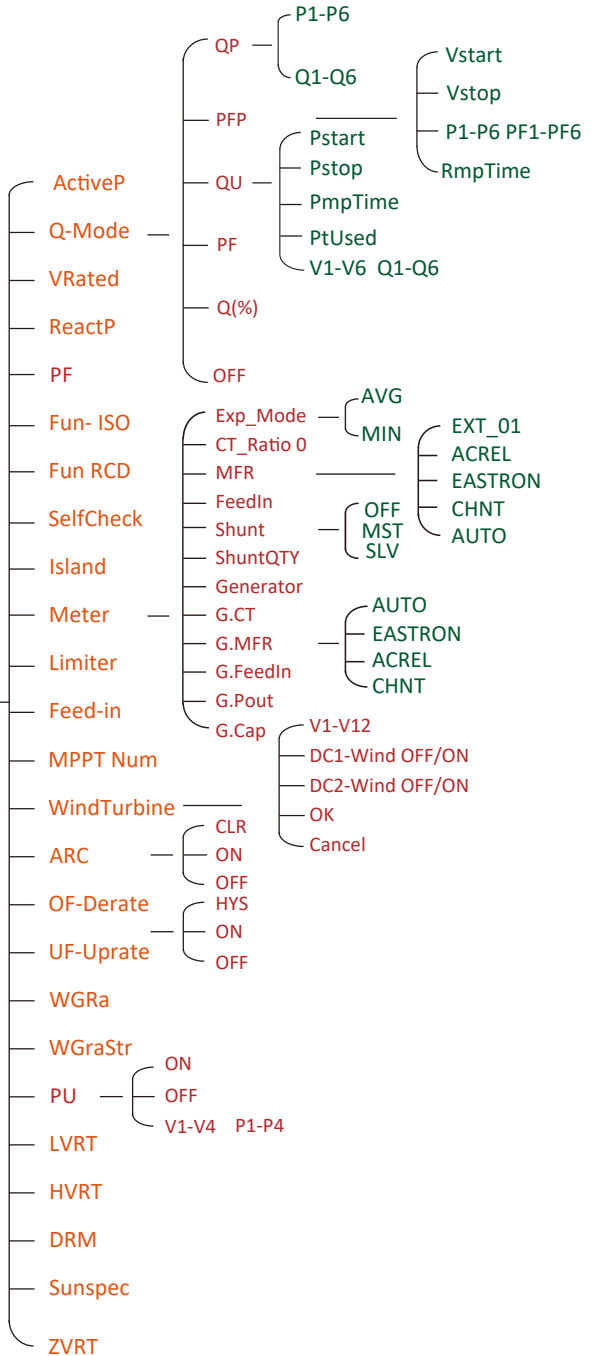 ActiveP
Q-Mode
VRated
ReactP
PF
Fun- ISO
Fun RCD
SelfCheck
Island
Meter
Limiter
Feed-in
MPPT Num
WindTurbine
ARC
OF-Derate
UF-Uprate
WGRa
WGraStr
PU
LVRT
HVRT
DRM
Sunspec
ZVRT
QP
PFP
QU
PF
Q(%)
OFF
P1-P6
Q1-Q6
Vstart
Vstop
P1-P6 PF1-PF6
RmpTime
Pstart
Pstop
PmpTime
PtUsed
V1-V6 Q1-Q6
Exp_Mode
CT_Ratio 0
MFR
FeedIn
Shunt
ShuntQTY
Generator
G.CT
G.MFR
G.FeedIn
G.Pout
G.Cap
AVG
MIN
EXT_01
ACREL
EASTRON
CHNT
AUTO
OFF
MST
SLV
AUTO
EASTRON
ACREL
CHNT
V1-V12
DC1-Wind OFF/ON
DC2-Wind OFF/ON
OK
Cancel
CLR
ON
OFF
HYS
ON
OFF
ON
OFF
V1-V4 P1-P4